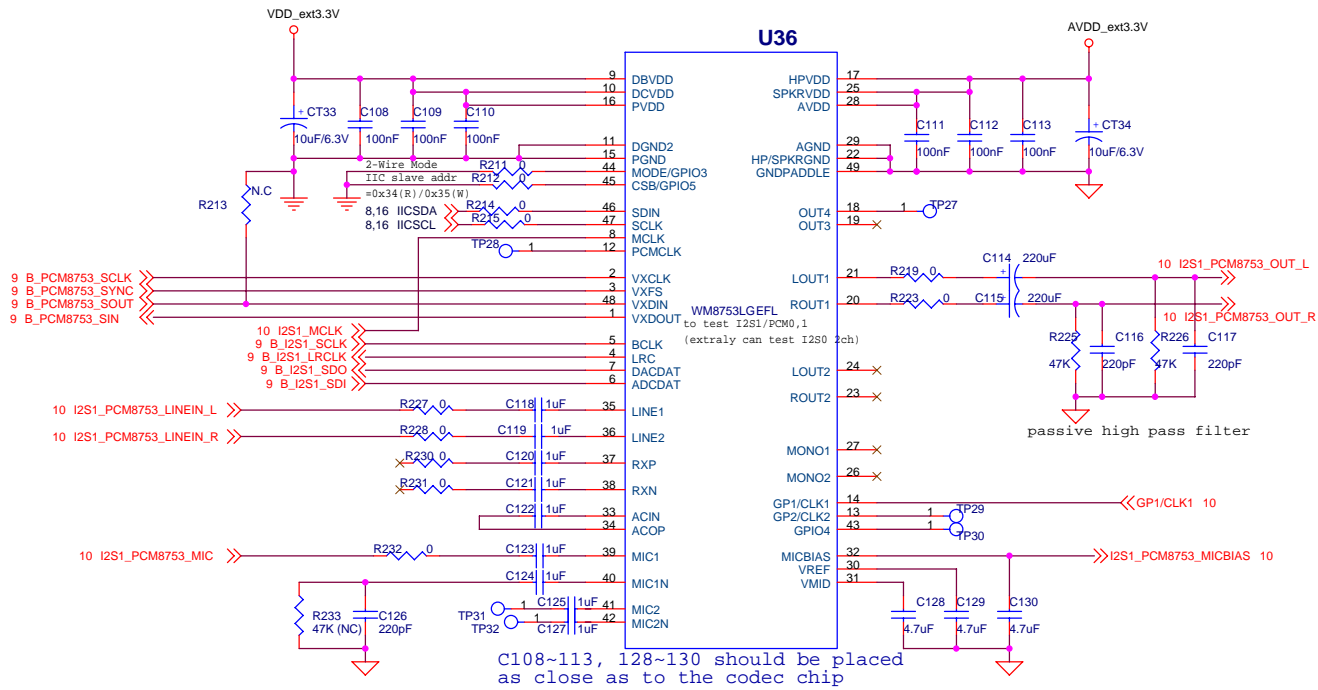 VDD_ext3.3V
AVDD_ext3.3V
U36
9 DBVDD
10 DCVDD
16 PVDD
11 DGND2
15 PGND
44 MODE/GPIO3
45 CSB/GPIO5
46 SDIN
47 SCLK
8 MCLK
12 PCMCLK
2 VXCLK
3 VXFS
48 VXDIN
1 VXDOUT
5 BCLK
4 LRC
7 DACDAT
6 ADCDAT
35 LINE1
36 LINE2
37 RXP
38 RXN
33 ACIN
34 ACOP
39 MIC1
40 MIC1N
41 MIC2
42 MIC2N
HPVDD 17
SPKRVDD 25
AVDD 28
AGND 29
HP/SPKRGND 22
GNDPADDLE 49
OUT4 18
OUT3 19
LOUT1 21
ROUT1 20
LOUT2 24
ROUT2 23
MONO1 27
MONO2 26
GP1/CLK1 14
GP2/CLK2 13
GPIO4 43
MICBIAS 32
VREF 30
VMID 31
WM8753LGEFL
to test I2S1/PCM0,1
(extraly can test I2S0 2ch)
+ CT33
10uF/6.3V
C108
100nF
C109
100nF
C110
100nF
C111
100nF
C112
100nF
C113
100nF
+ CT34
10uF/6.3V
2-Wire Mode
IIC slave addr
=0x34(R)/0x35(W)
R211 0
R212 0
R213
N.C
R214 0
R215 0
8,16 IICSDA
8,16 IICSCL
TP28 1
9 B_PCM8753_SCLK
9 B_PCM8753_SYNC
9 B_PCM8753_SOUT
9 B_PCM8753_SIN
10 I2S1_MCLK
9 B_I2S1_SCLK
9 B_I2S1_LRCLK
9 B_I2S1_SDO
9 B_I2S1_SDI
10 I2S1_PCM8753_LINEIN_L
R227 0
C118 1uF
10 I2S1_PCM8753_LINEIN_R
R228 0
C119 1uF
R230 0
C120 1uF
R231 0
C121 1uF
C122 1uF
10 I2S1_PCM8753_MIC
R232 0
C123 1uF
C124 1uF
R233
47K (NC)
C126
220pF
TP31 1
TP32 1
C125 1uF
C127 1uF
1 TP27
R219 0
C114 + 220uF
10 I2S1_PCM8753_OUT_L
R223 0
C115 + 220uF
10 I2S1_PCM8753_OUT_R
R225
47K
C116
220pF
R226
47K
C117
220pF
passive high pass filter
GP1/CLK1 10
1 TP29
1 TP30
I2S1_PCM8753_MICBIAS 10
C128
4.7uF
C129
4.7uF
C130
4.7uF
C108~113, 128~130 should be placed
as close as to the codec chip